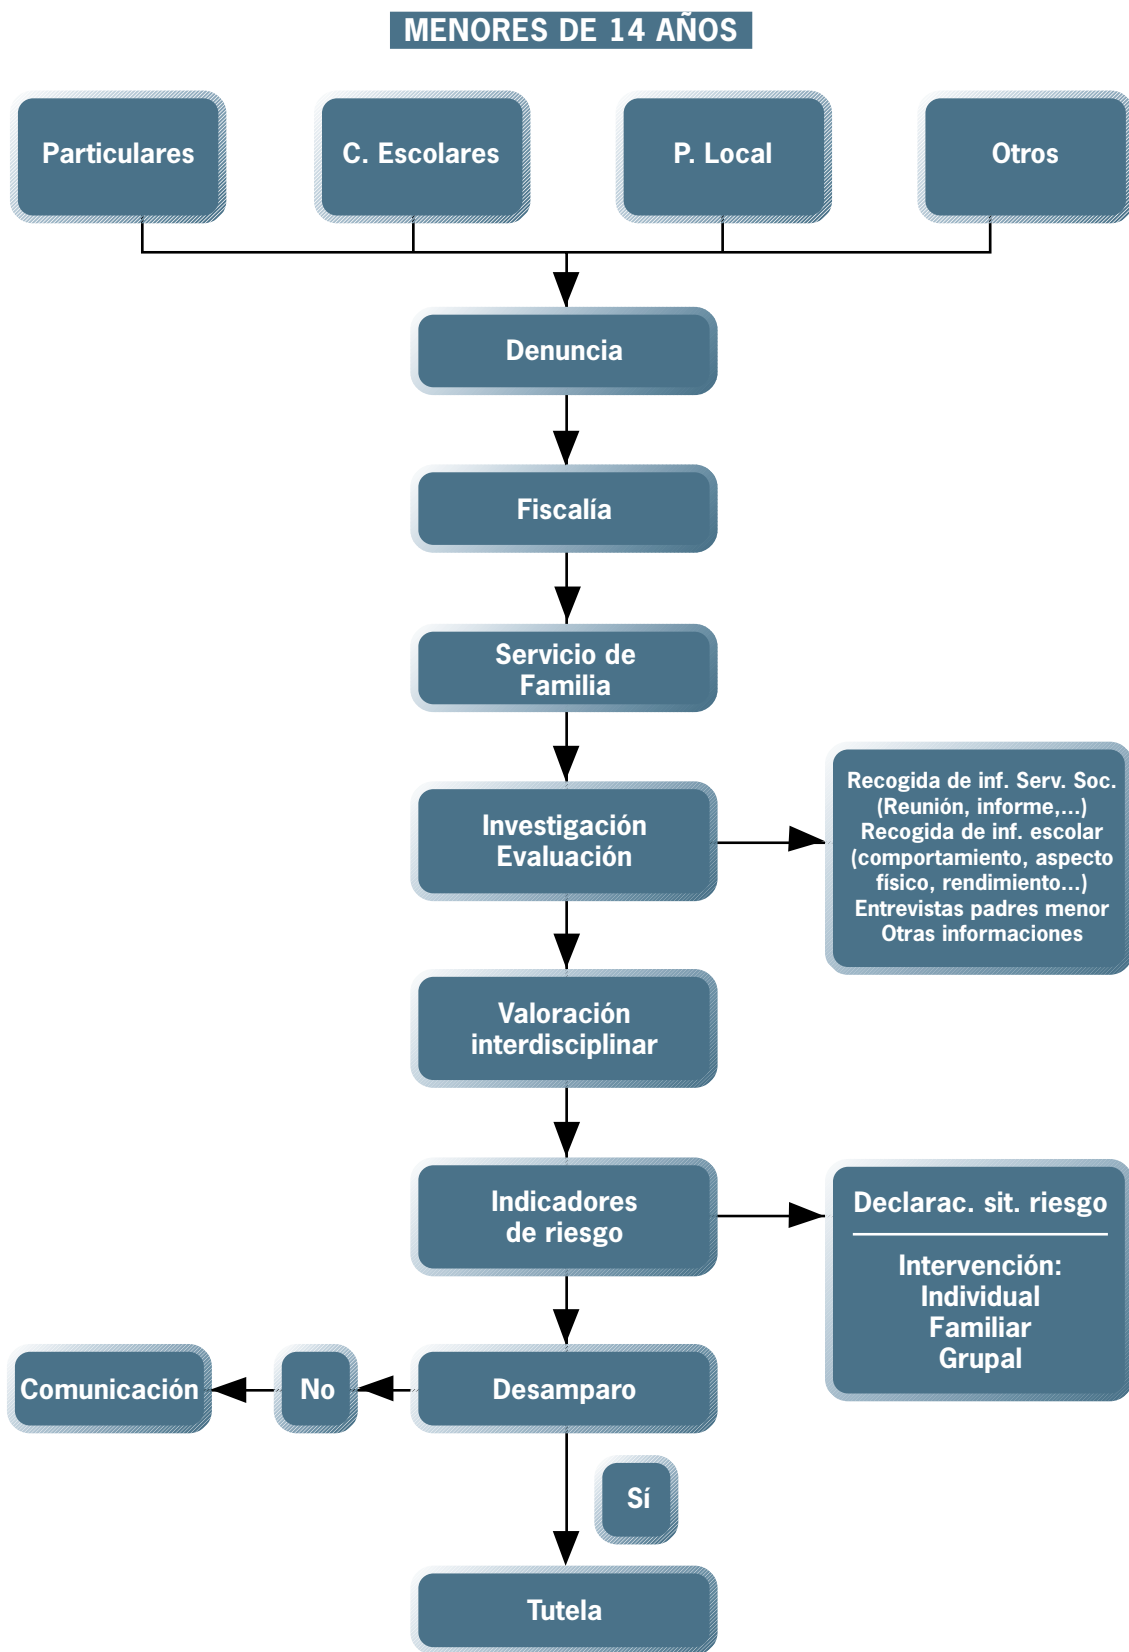 MENORES DE 14 AÑOS
Particulares
C. Escolares
P. Local
Otros
Denuncia
Fiscalía
Servicio de
Familia
Investigación
Evaluación
Recogida de inf. Serv. Soc.
(Reunión, informe,...)
Recogida de inf. escolar
(comportamiento, aspecto
físico, rendimiento...)
Entrevistas padres menor
Otras informaciones
Valoración
interdisciplinar
Indicadores
de riesgo
Declarac. sit. riesgo
Intervención:
Individual
Familiar
Grupal
Comunicación
No
Desamparo
Sí
Tutela